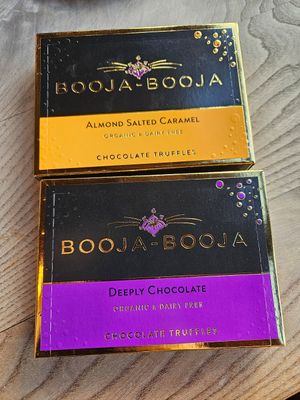 BOOJA-BOOJA
ALMOND SALTED CARAMEL
ORGANIC & DAIRY FREE
CHOCOLATE TRUFFLES
BOOJA-BOOJA
DEEPLY CHOCOLATE
ORGANIC & DAIRY FREE
CHOCOLATE TRUFFLES